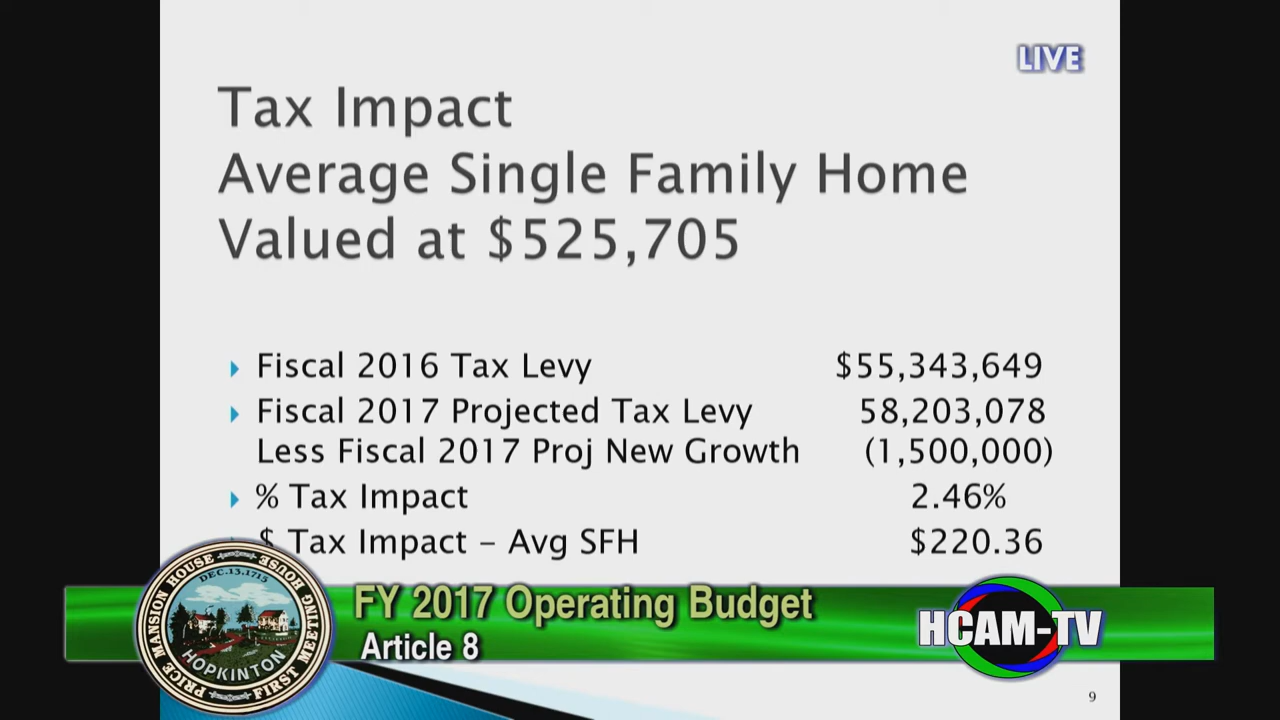 LIVE
Tax Impact
Average Single Family Home
Valued at $525,705
Fiscal 2016 Tax Levy $55,343,649
Fiscal 2017 Projected Tax Levy 58,203,078
Less Fiscal 2017 Proj New Growth (1,500,000)
% Tax Impact 2.46%
$ Tax Impact - Avg SFH $220.36
FY 2017 Operating Budget
Article 8
HCAM-TV
PRICE MANSION HOUSE
HOUSE FIRST MEETING
DEC.13.1715
HOPKINTON
9